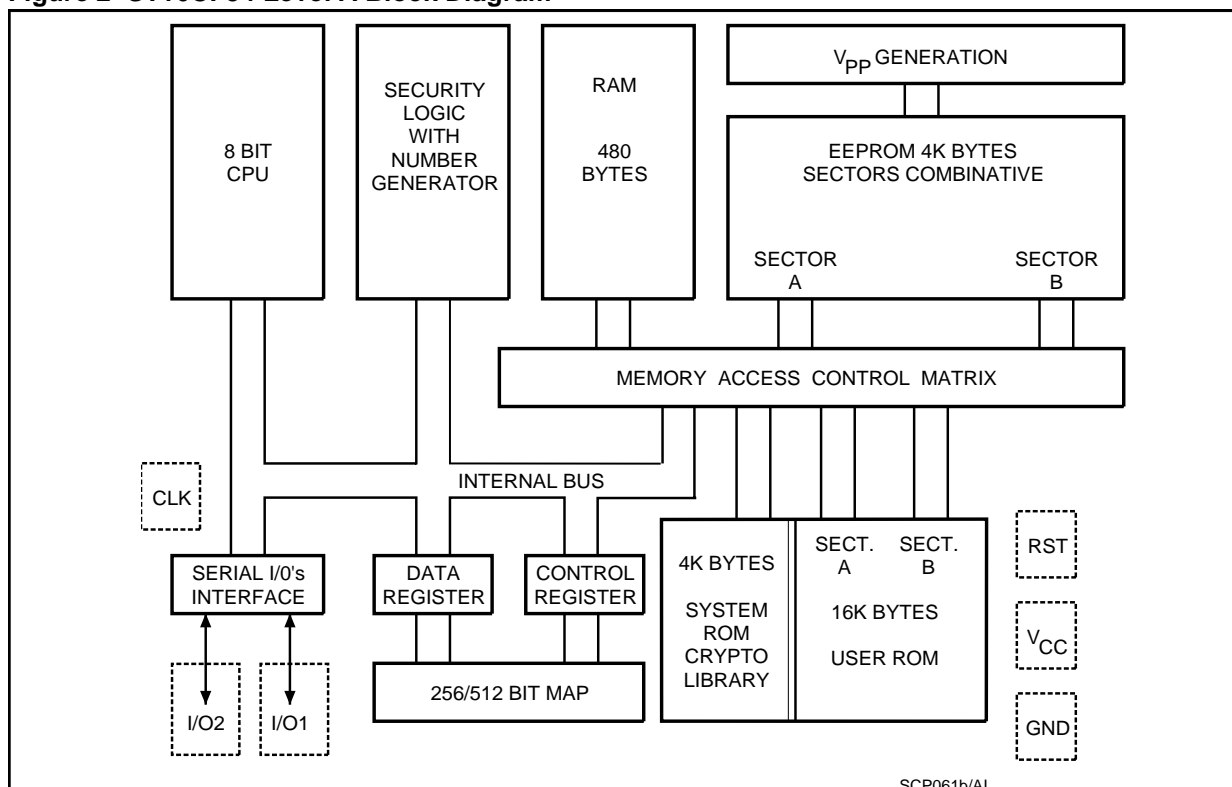 8 BIT
CPU
SECURITY
LOGIC
WITH
NUMBER
GENERATOR
RAM
480
BYTES
VPP GENERATION
EEPROM 4K BYTES
SECTORS COMBINATIVE
SECTOR
A
SECTOR
B
MEMORY ACCESS CONTROL MATRIX
CLK
INTERNAL BUS
SERIAL I/0's
INTERFACE
DATA
REGISTER
CONTROL
REGISTER
4K BYTES
SYSTEM
ROM
CRYPTO
LIBRARY
SECT.
A
SECT.
B
16K BYTES
USER ROM
RST
VCC
GND
256/512 BIT MAP
I/O2
I/O1
SCP061b/AI